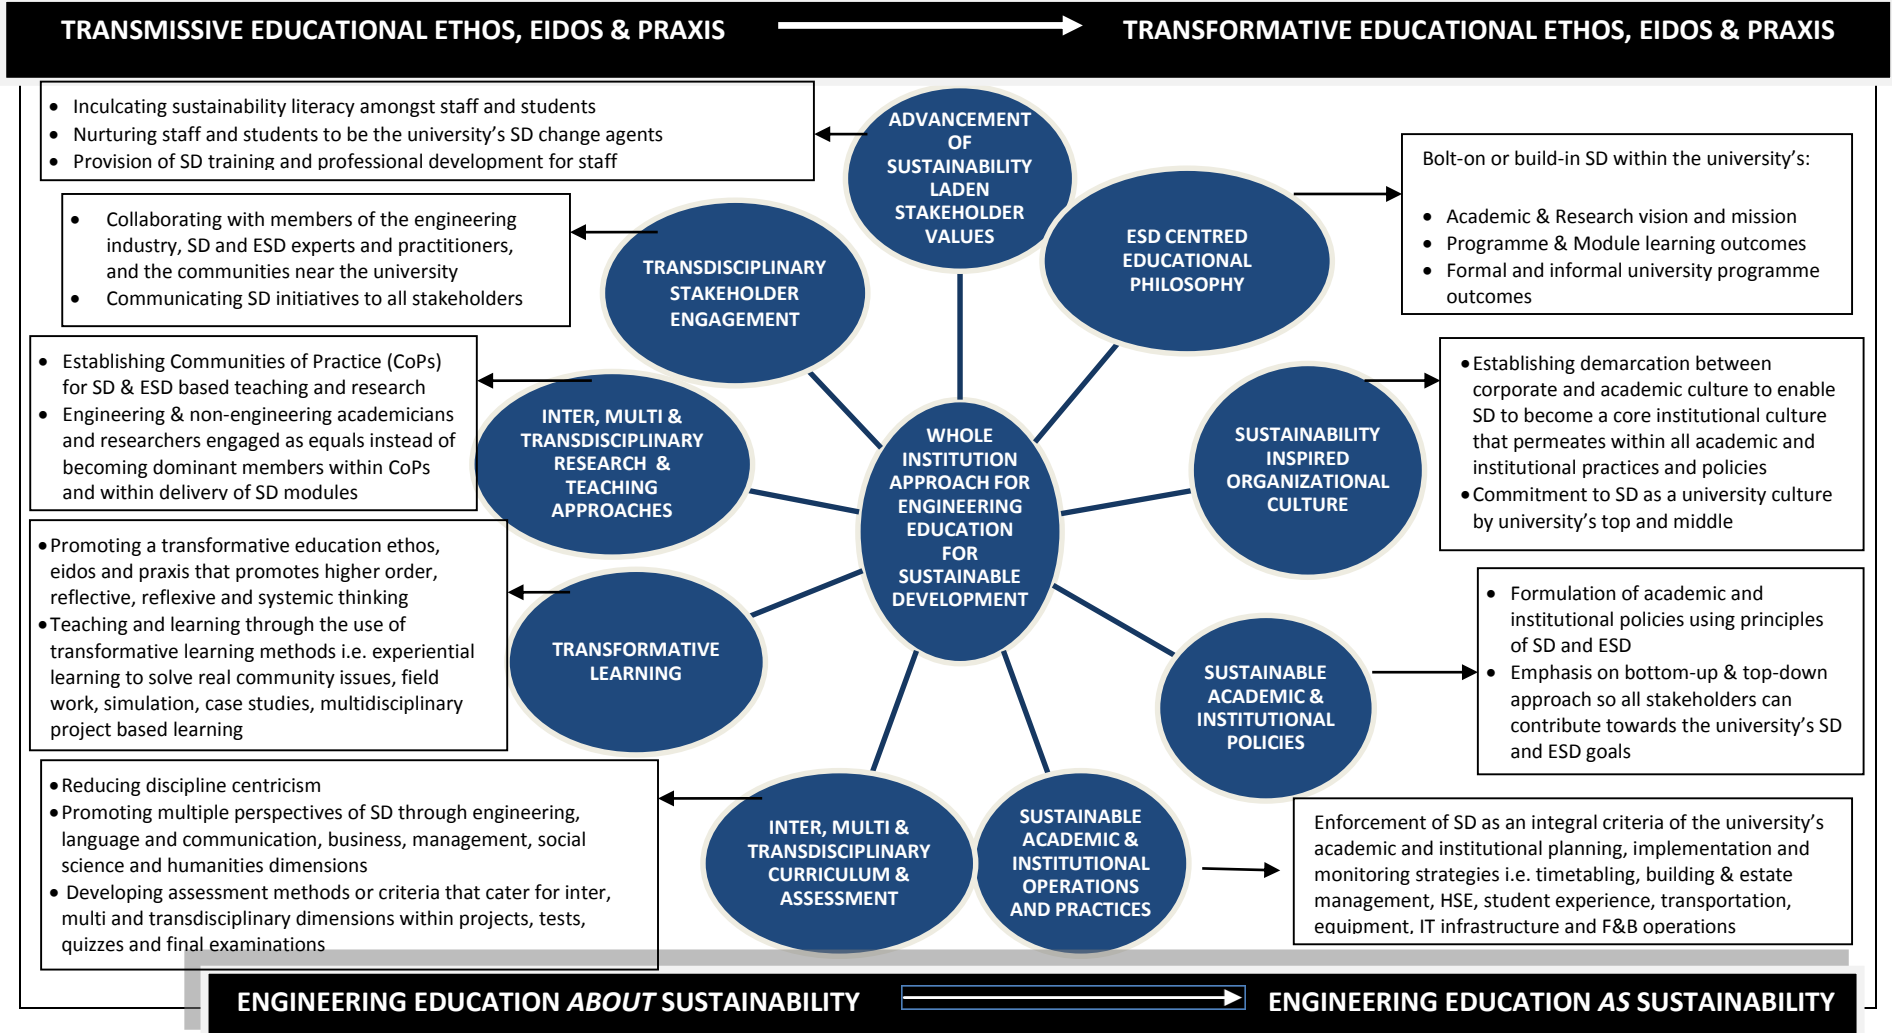 TRANSMISSIVE EDUCATIONAL ETHOS, EIDOS & PRAXIS
TRANSFORMATIVE EDUCATIONAL ETHOS, EIDOS & PRAXIS
• Inculcating sustainability literacy amongst staff and students
• Nurturing staff and students to be the university’s SD change agents
• Provision of SD training and professional development for staff
ADVANCEMENT
OF
SUSTAINABILITY
LADEN
STAKEHOLDER
VALUES
Bolt-on or build-in SD within the university’s:
• Academic & Research vision and mission
• Programme & Module learning outcomes
• Formal and informal university programme
outcomes
ESD CENTRED
EDUCATIONAL
PHILOSOPHY
• Collaborating with members of the engineering
industry, SD and ESD experts and practitioners,
and the communities near the university
• Communicating SD initiatives to all stakeholders
TRANSDISCIPLINARY
STAKEHOLDER
ENGAGEMENT
• Establishing Communities of Practice (CoPs)
for SD & ESD based teaching and research
• Engineering & non-engineering academicians
and researchers engaged as equals instead of
becoming dominant members within CoPs
and within delivery of SD modules
INTER, MULTI &
TRANSDISCIPLINARY
RESEARCH &
TEACHING
APPROACHES
WHOLE
INSTITUTION
APPROACH FOR
ENGINEERING
EDUCATION
FOR
SUSTAINABLE
DEVELOPMENT
SUSTAINABILITY
INSPIRED
ORGANIZATIONAL
CULTURE
• Establishing demarcation between
corporate and academic culture to enable
SD to become a core institutional culture
that permeates within all academic and
institutional practices and policies
• Commitment to SD as a university culture
by university’s top and middle
• Promoting a transformative education ethos,
eidos and praxis that promotes higher order,
reflective, reflexive and systemic thinking
• Teaching and learning through the use of
transformative learning methods i.e. experiential
learning to solve real community issues, field
work, simulation, case studies, multidisciplinary
project based learning
TRANSFORMATIVE
LEARNING
SUSTAINABLE
ACADEMIC &
INSTITUTIONAL
POLICIES
• Formulation of academic and
institutional policies using principles
of SD and ESD
• Emphasis on bottom-up & top-down
approach so all stakeholders can
contribute towards the university’s SD
and ESD goals
• Reducing discipline centricism
• Promoting multiple perspectives of SD through engineering,
language and communication, business, management, social
science and humanities dimensions
• Developing assessment methods or criteria that cater for inter,
multi and transdisciplinary dimensions within projects, tests,
quizzes and final examinations
INTER, MULTI &
TRANSDISCIPLINARY
CURRICULUM &
ASSESSMENT
SUSTAINABLE
ACADEMIC &
INSTITUTIONAL
OPERATIONS
AND PRACTICES
Enforcement of SD as an integral criteria of the university’s
academic and institutional planning, implementation and
monitoring strategies i.e. timetabling, building & estate
management, HSE, student experience, transportation,
equipment, IT infrastructure and F&B operations
ENGINEERING EDUCATION ABOUT SUSTAINABILITY
ENGINEERING EDUCATION AS SUSTAINABILITY